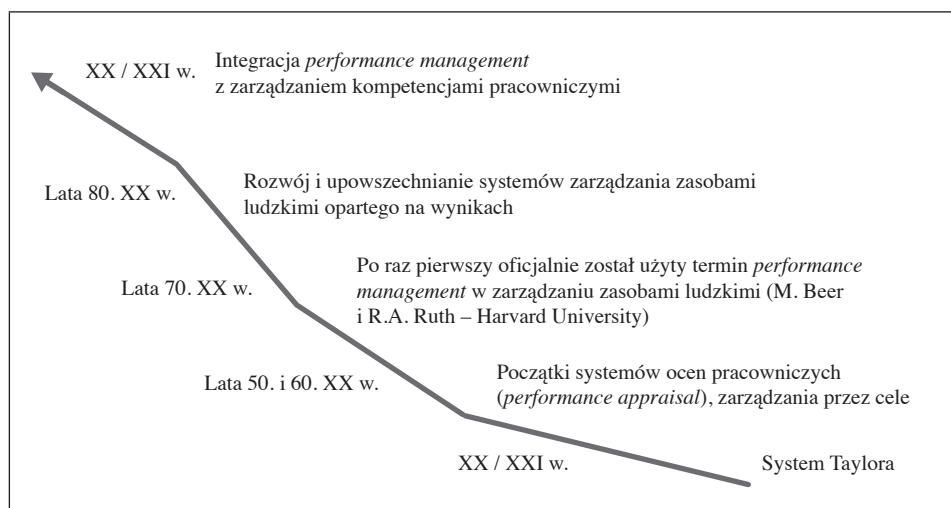 XX / XXI w.
Integracja performance management
z zarządzaniem kompetencjami pracowniczymi
Lata 80. XX w.
Rozwój i upowszechnianie systemów zarządzania zasobami
ludzkimi opartego na wynikach
Lata 70. XX w.
Po raz pierwszy oficjalnie został użyty termin performance
management w zarządzaniu zasobami ludzkimi (M. Beer
i R.A. Ruth – Harvard University)
Lata 50. i 60. XX w.
Początki systemów ocen pracowniczych
(performance appraisal), zarządzania przez cele
XX / XXI w.
System Taylora